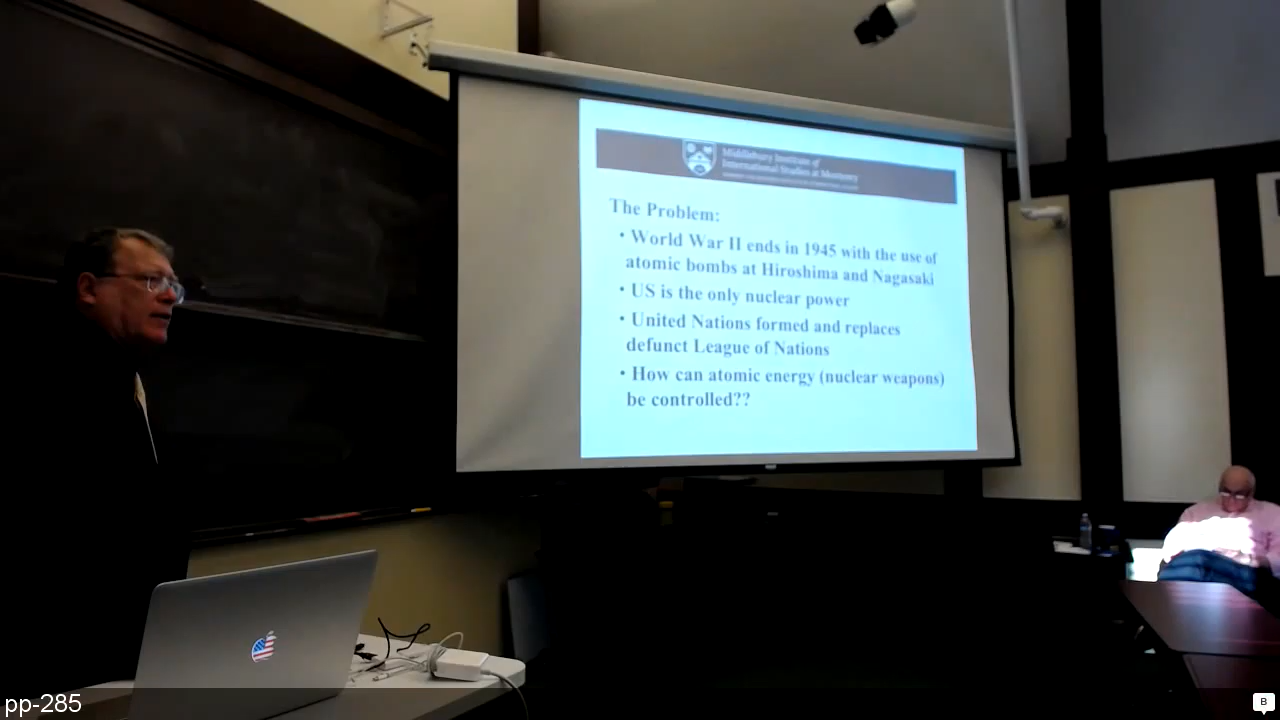 Middlebury Institute of
International Studies at Monterey
The Problem:
• World War II ends in 1945 with the use of
atomic bombs at Hiroshima and Nagasaki
• US is the only nuclear power
• United Nations formed and replaces
defunct League of Nations
• How can atomic energy (nuclear weapons)
be controlled??
pp-285
B